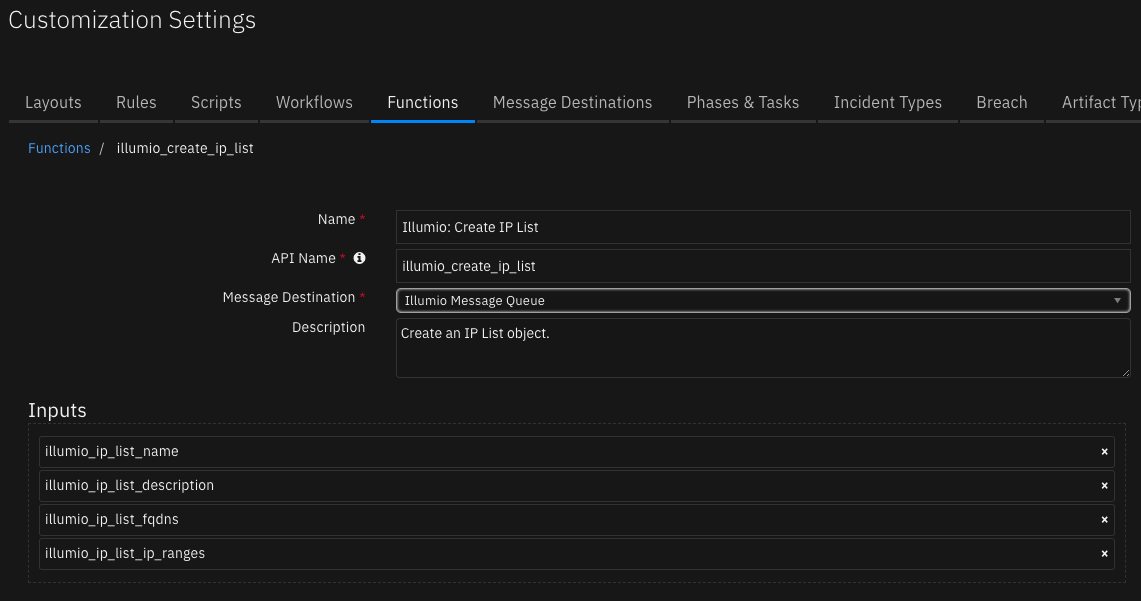 Customization Settings
Layouts Rules Scripts Workflows Functions Message Destinations Phases & Tasks Incident Types Breach Artifact Typ
Functions / illumio_create_ip_list
Name * Illumio: Create IP List
API Name * illumio_create_ip_list
Message Destination * Illumio Message Queue
Description Create an IP List object.
Inputs
illumio_ip_list_name ×
illumio_ip_list_description ×
illumio_ip_list_fqdns ×
illumio_ip_list_ip_ranges ×